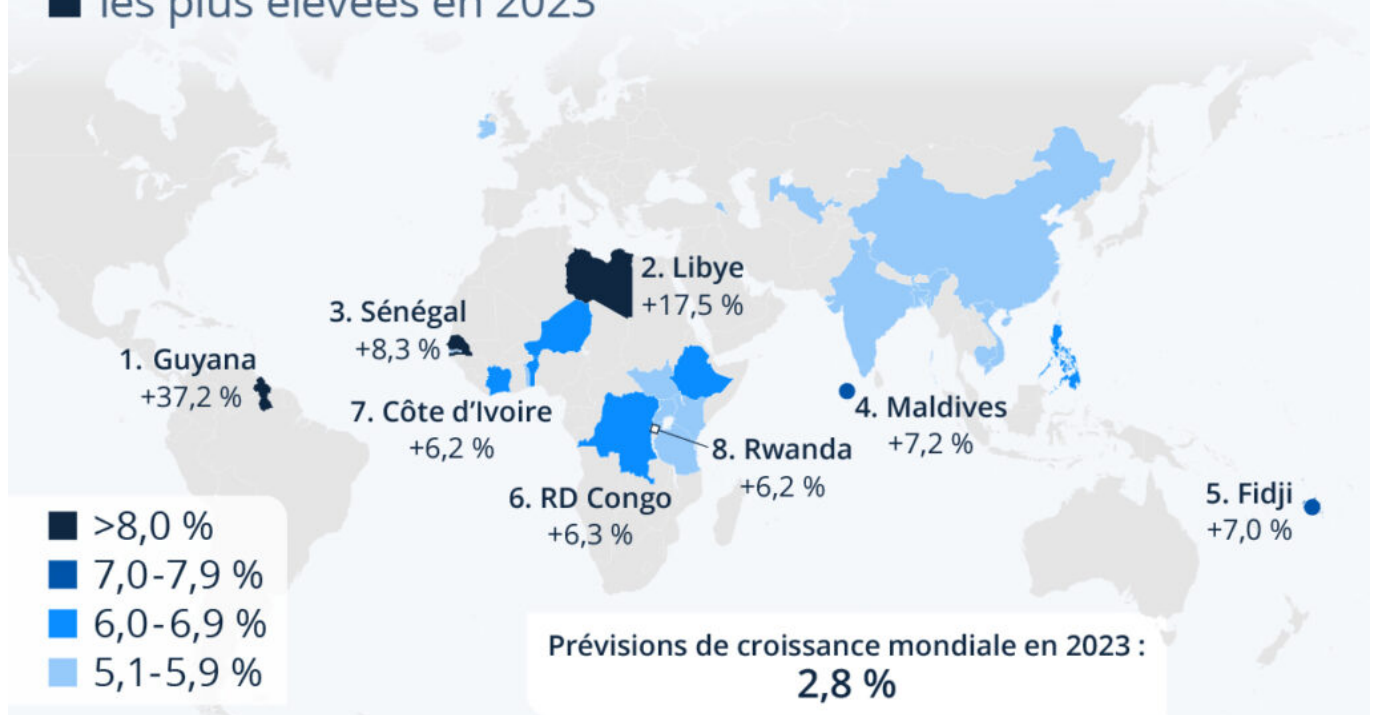 les plus élevées en 2023
2. Libye
+17,5 %
3. Sénégal
+8,3 %
1. Guyana
+37,2 %
7. Côte d’Ivoire
+6,2 %
4. Maldives
+7,2 %
8. Rwanda
+6,2 %
6. RD Congo
+6,3 %
5. Fidji
+7,0 %
>8,0 %
7,0-7,9 %
6,0-6,9 %
5,1-5,9 %
Prévisions de croissance mondiale en 2023 :
2,8 %